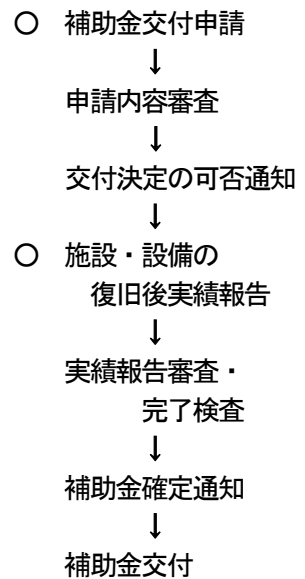 ○ 補助金交付申請
↓
申請内容審査
↓
交付決定の可否通知
↓
○ 施設・設備の
復旧後実績報告
↓
実績報告審査・
完了検査
↓
補助金確定通知
↓
補助金交付